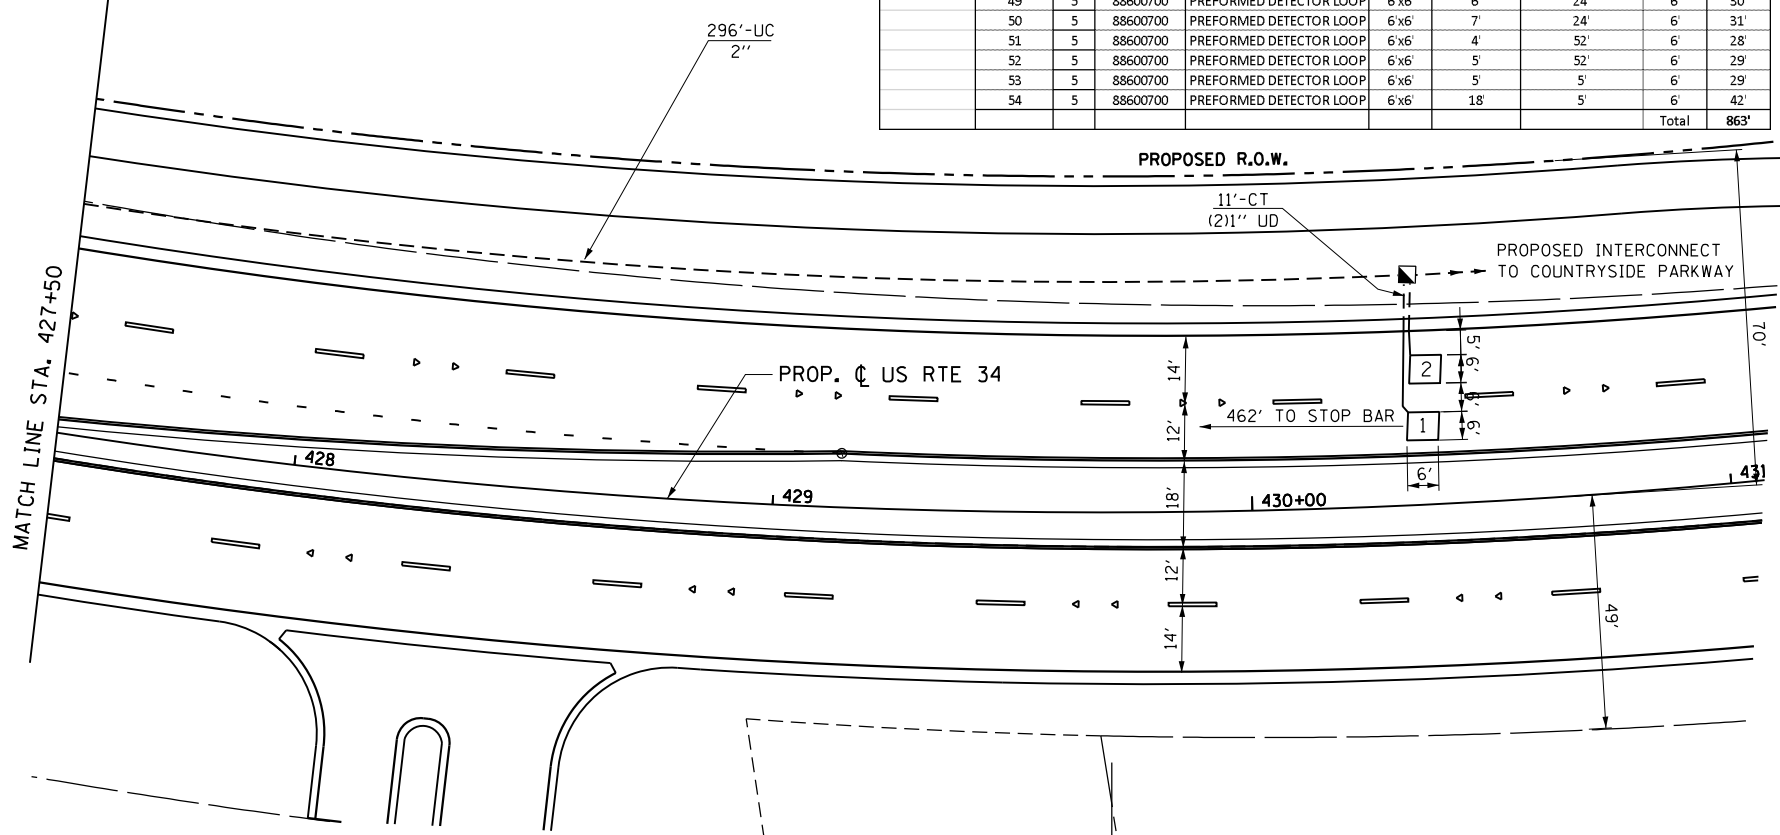 49 5 88600700 PREFORMED DETECTOR LOOP 6'x6' 6' 24' 6' 30'
50 5 88600700 PREFORMED DETECTOR LOOP 6'x6' 7' 24' 6' 31'
51 5 88600700 PREFORMED DETECTOR LOOP 6'x6' 4' 52' 6' 28'
52 5 88600700 PREFORMED DETECTOR LOOP 6'x6' 5' 52' 6' 29'
53 5 88600700 PREFORMED DETECTOR LOOP 6'x6' 5' 5' 6' 29'
54 5 88600700 PREFORMED DETECTOR LOOP 6'x6' 18' 5' 6' 42'
Total 863'
296'-UC
2''
PROPOSED R.O.W.
11'-CT
(2)1'' UD
PROPOSED INTERCONNECT
TO COUNTRYSIDE PARKWAY
MATCH LINE STA. 427+50
PROP. ℄ US RTE 34
462' TO STOP BAR
14'
12'
18'
12'
14'
5'
6'
6'
6'
6'
2
1
70'
49'
428
429
430+00
431